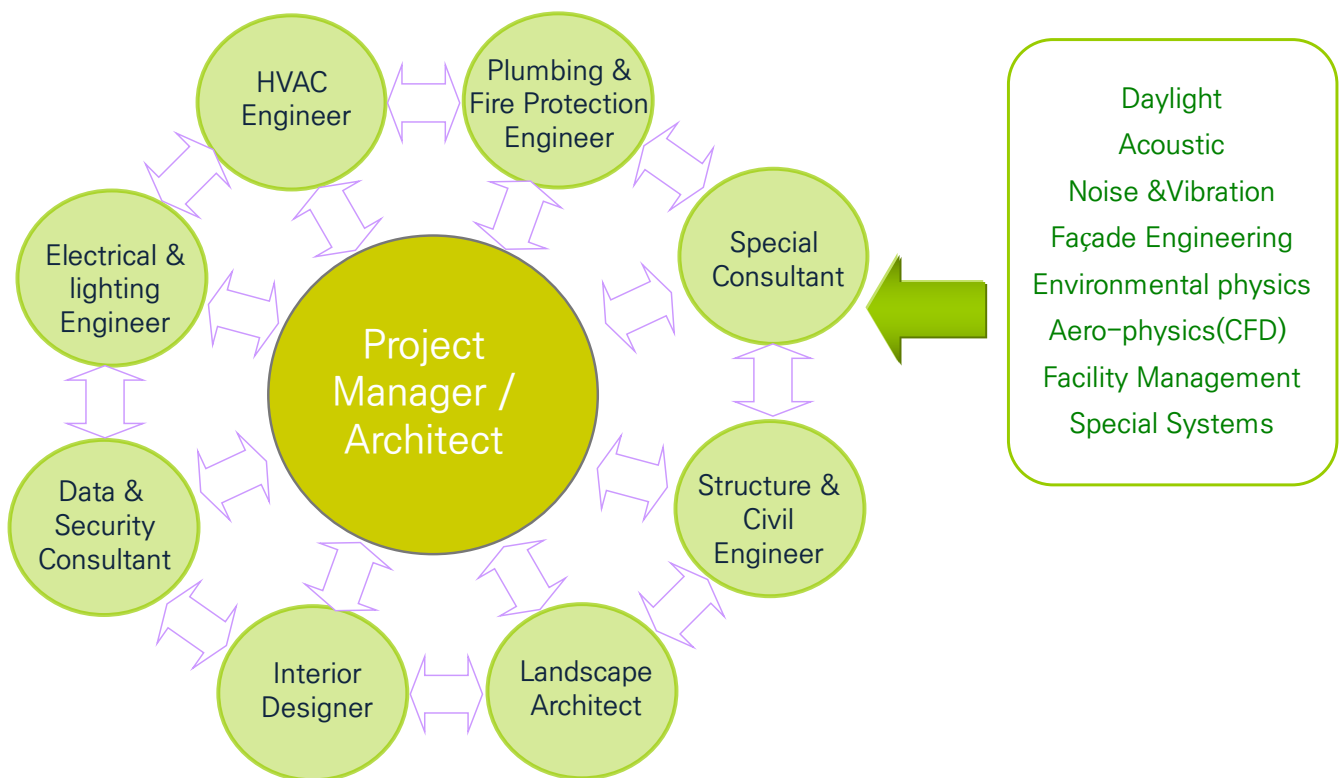 HVAC
Engineer
Plumbing &
Fire Protection
Engineer
Special
Consultant
Structure &
Civil
Engineer
Landscape
Architect
Interior
Designer
Data &
Security
Consultant
Electrical &
lighting
Engineer
Project
Manager /
Architect
Daylight
Acoustic
Noise &Vibration
Façade Engineering
Environmental physics
Aero-physics(CFD)
Facility Management
Special Systems